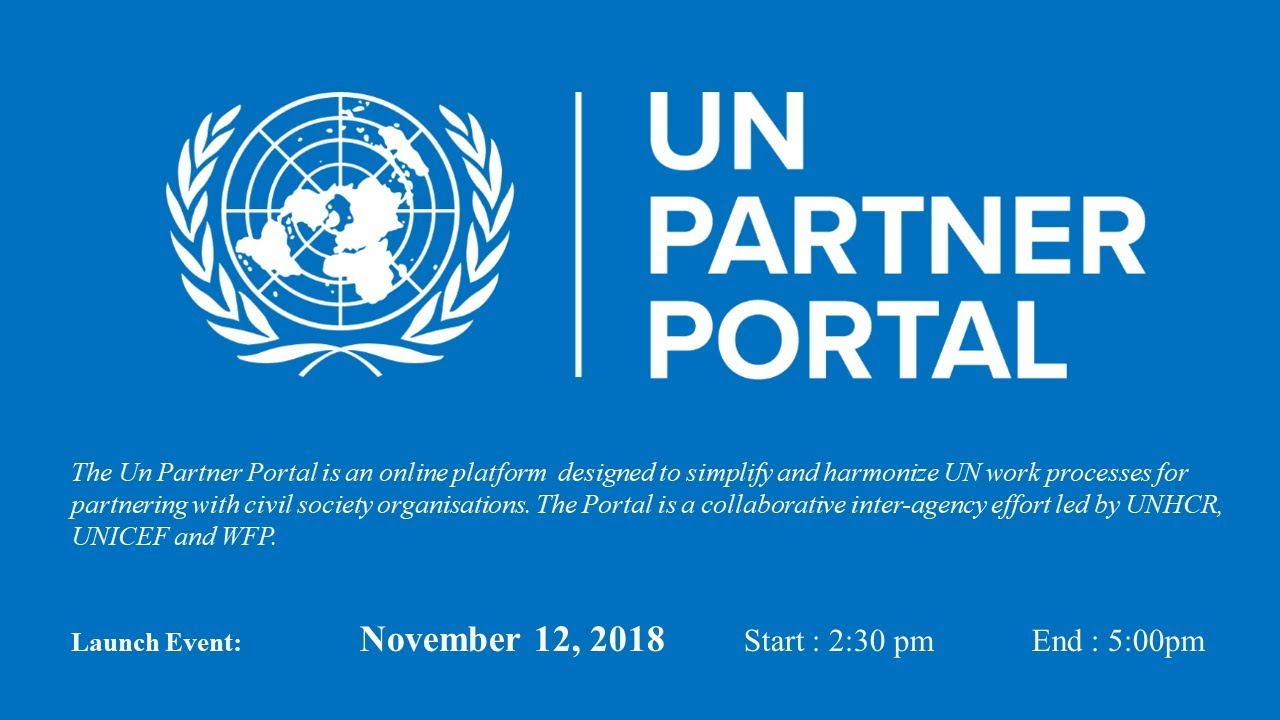 UN
PARTNER
PORTAL
The Un Partner Portal is an online platform designed to simplify and harmonize UN work processes for
partnering with civil society organisations. The Portal is a collaborative inter-agency effort led by UNHCR,
UNICEF and WFP.
Launch Event: November 12, 2018 Start : 2:30 pm End : 5:00pm